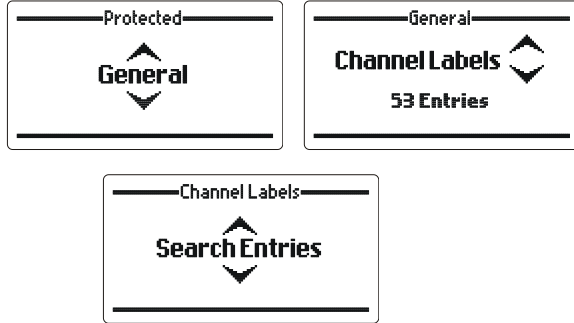 Protected
General
General
Channel Labels
53 Entries
Channel Labels
Search Entries